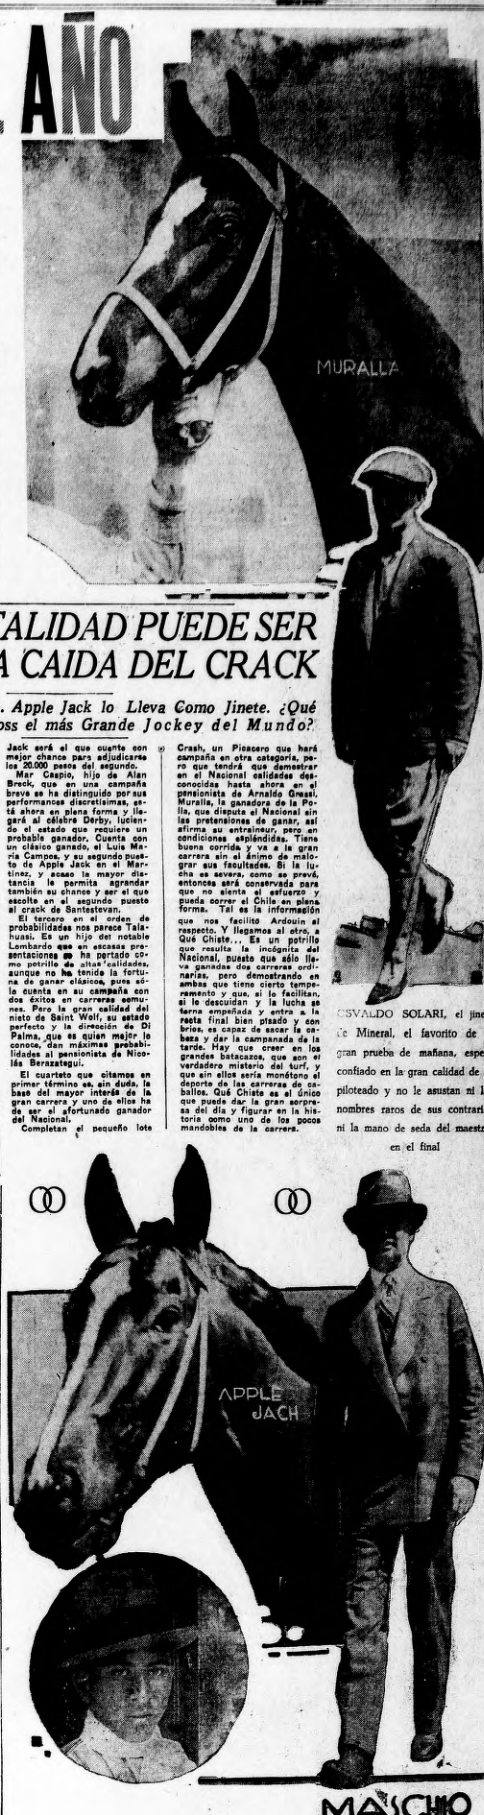 AÑO
MURALLA
CALIDAD PUEDE SER
A CAIDA DEL CRACK
. Apple Jack lo Lleva Como Jinete. ¿Qué
oss el más Grande Jockey del Mundo?
Jack será el que cuente con
mejor chance para adjudicarse
los 20.000 pesos del segundo.
Mar Caspio, hijo de Alan
Breck, que en una campaña
breve se ha distinguido por sus
performances discretísimas, es-
tá ahora en plena forma y lle-
gará al célebre Derby, lucien-
do el estado que requiere un
probable ganador. Cuenta con
un clásico ganado, el Luis Ma-
ría Campos, y su segundo pues-
to de Apple Jack en el Mar-
tínez, y acaso la mayor dis-
tancia le permita agrandar
también su chance y ser el que
escolte en el segundo puesto
al crack de Santestevan.
El tercero en el orden de
probabilidades nos parece Tala-
huasi. Es un hijo del notable
Lombardo que en escasas pre-
sentaciones se ha portado co-
mo potrillo de altas calidades,
aunque no ha tenido la fortu-
na de ganar clásicos, pues só-
lo cuenta en su campaña con
dos éxitos en carreras comu-
nes. Pero la gran calidad del
nieto de Saint Wolf, su estado
perfecto y la dirección de Di
Palma, que es quien mejor lo
conoce, dan máximas probabili-
dades al pensionista de Nico-
lás Berazategui.
El cuarteto que citamos en
primer término es, sin duda, la
base del mayor interés de la
gran carrera y uno de ellos ha
de ser el afortunado ganador
del Nacional.
Completan el pequeño lote
Crash, un Picacero que hará
campaña en otra categoría, pe-
ro que tendrá que demostrar
en el Nacional calidades des-
conocidas hasta ahora en el
pensionista de Arnaldo Grassi.
Muralla, la ganadora de la Po-
lla, que disputa el Nacional sin
las pretensiones de ganar, así
afirma su entraineur, pero en
condiciones espléndidas. Tiene
buena corrida y va a la gran
carrera sin el ánimo de malo-
grar sus facultades. Si la lu-
cha es severa, como se prevé,
entonces será conservada para
que no sienta el esfuerzo y
pueda correr el Chile en plena
forma. Tal es la información
que nos facilitó Ardouin al
respecto. Y llegamos al otro, a
Qué Chiste... Es un potrillo
que resulta la incógnita del
Nacional, puesto que sólo lle-
va ganadas dos carreras ordi-
narias, pero demostrando en
ambas que tiene cierto tempe-
ramento y que, si lo facilitan,
si lo descuidan y la lucha se
torna empeñada y entra a la
recta final bien pisado y con
bríos, es capaz de sacar la ca-
beza y dar la campanada de la
tarde. Hay que creer en los
grandes batacazos, que son el
verdadero misterio del turf, y
que sin ellos sería monótono el
deporte de las carreras de ca-
ballos. Qué Chiste es el único
que puede dar la gran sorpre-
sa del día y figurar en la his-
toria como uno de los pocos
mandobles de la carrera.
OSVALDO SOLARI, el jine
de Mineral, el favorito de
gran prueba de mañana, espe
confiado en la gran calidad de
piloteado y no le asustan ni l
nombres raros de sus contrari
ni la mano de seda del maestr
en el final
APPLE
JACH
MASCHIO